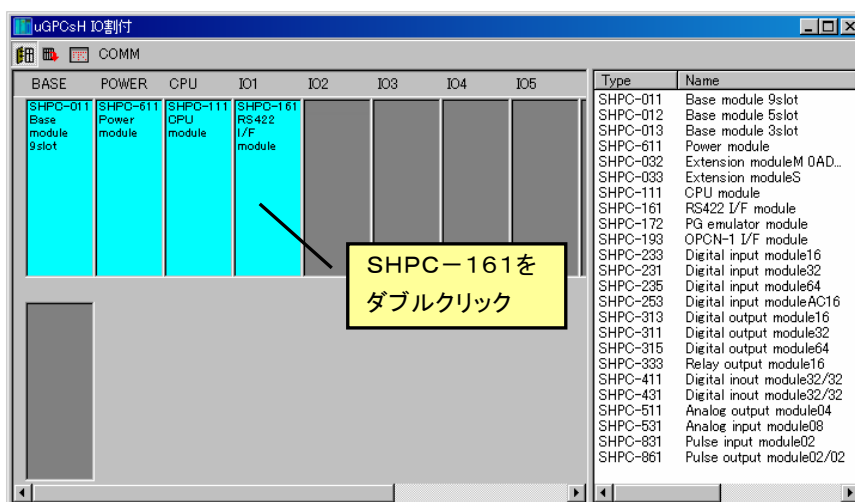 uGPCsH IO割付
COMM
BASE POWER CPU IO1 IO2 IO3 IO4 IO5
SHPC-011 SHPC-611 SHPC-111 SHPC-161
Base Power CPU RS422
module module module I/F
9slot module
SHPC－161を
ダブルクリック
Type Name
SHPC-011 Base module 9slot
SHPC-012 Base module 5slot
SHPC-013 Base module 3slot
SHPC-611 Power module
SHPC-032 Extension moduleM 0AD...
SHPC-033 Extension moduleS
SHPC-111 CPU module
SHPC-161 RS422 I/F module
SHPC-172 PG emulator module
SHPC-193 OPCN-1 I/F module
SHPC-233 Digital input module16
SHPC-231 Digital input module32
SHPC-235 Digital input module64
SHPC-253 Digital input moduleAC16
SHPC-313 Digital output module16
SHPC-311 Digital output module32
SHPC-315 Digital output module64
SHPC-333 Relay output module16
SHPC-411 Digital inout module32/32
SHPC-431 Digital inout module32/32
SHPC-511 Analog output module04
SHPC-531 Analog input module08
SHPC-831 Pulse input module02
SHPC-861 Pulse output module02/02